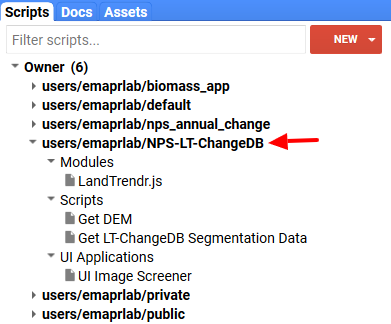 Scripts Docs Assets
Filter scripts... NEW
Owner (6)
users/emaprlab/biomass_app
users/emaprlab/default
users/emaprlab/nps_annual_change
users/emaprlab/NPS-LT-ChangeDB
Modules
LandTrendr.js
Scripts
Get DEM
Get LT-ChangeDB Segmentation Data
UI Applications
UI Image Screener
users/emaprlab/private
users/emaprlab/public